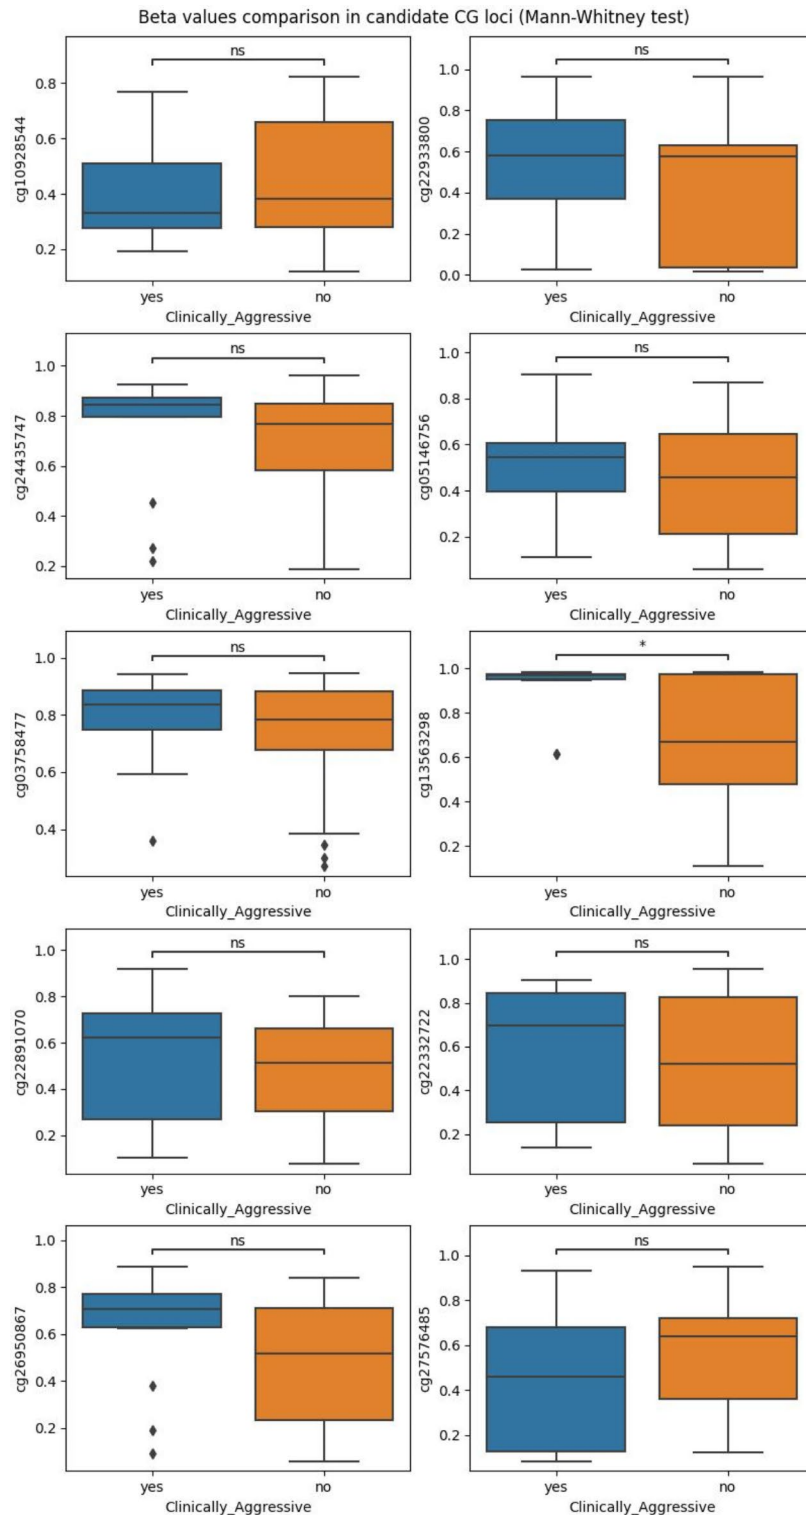 Beta values comparison in candidate CG loci (Mann-Whitney test)
ns
0.8
0.6
0.4
0.2
cg10928544
yes
no
Clinically_Aggressive
ns
1.0
0.8
0.6
0.4
0.2
0.0
cg22933800
yes
no
Clinically_Aggressive
ns
1.0
0.8
0.6
0.4
0.2
cg24435747
yes
no
Clinically_Aggressive
ns
1.0
0.8
0.6
0.4
0.2
cg05146756
yes
no
Clinically_Aggressive
ns
1.0
0.8
0.6
0.4
cg03758477
yes
no
Clinically_Aggressive
*
1.0
0.8
0.6
0.4
0.2
cg13563298
yes
no
Clinically_Aggressive
ns
1.0
0.8
0.6
0.4
0.2
cg22891070
yes
no
Clinically_Aggressive
ns
1.0
0.8
0.6
0.4
0.2
cg22332722
yes
no
Clinically_Aggressive
ns
1.0
0.8
0.6
0.4
0.2
cg26950867
yes
no
Clinically_Aggressive
ns
1.0
0.8
0.6
0.4
0.2
cg27576485
yes
no
Clinically_Aggressive